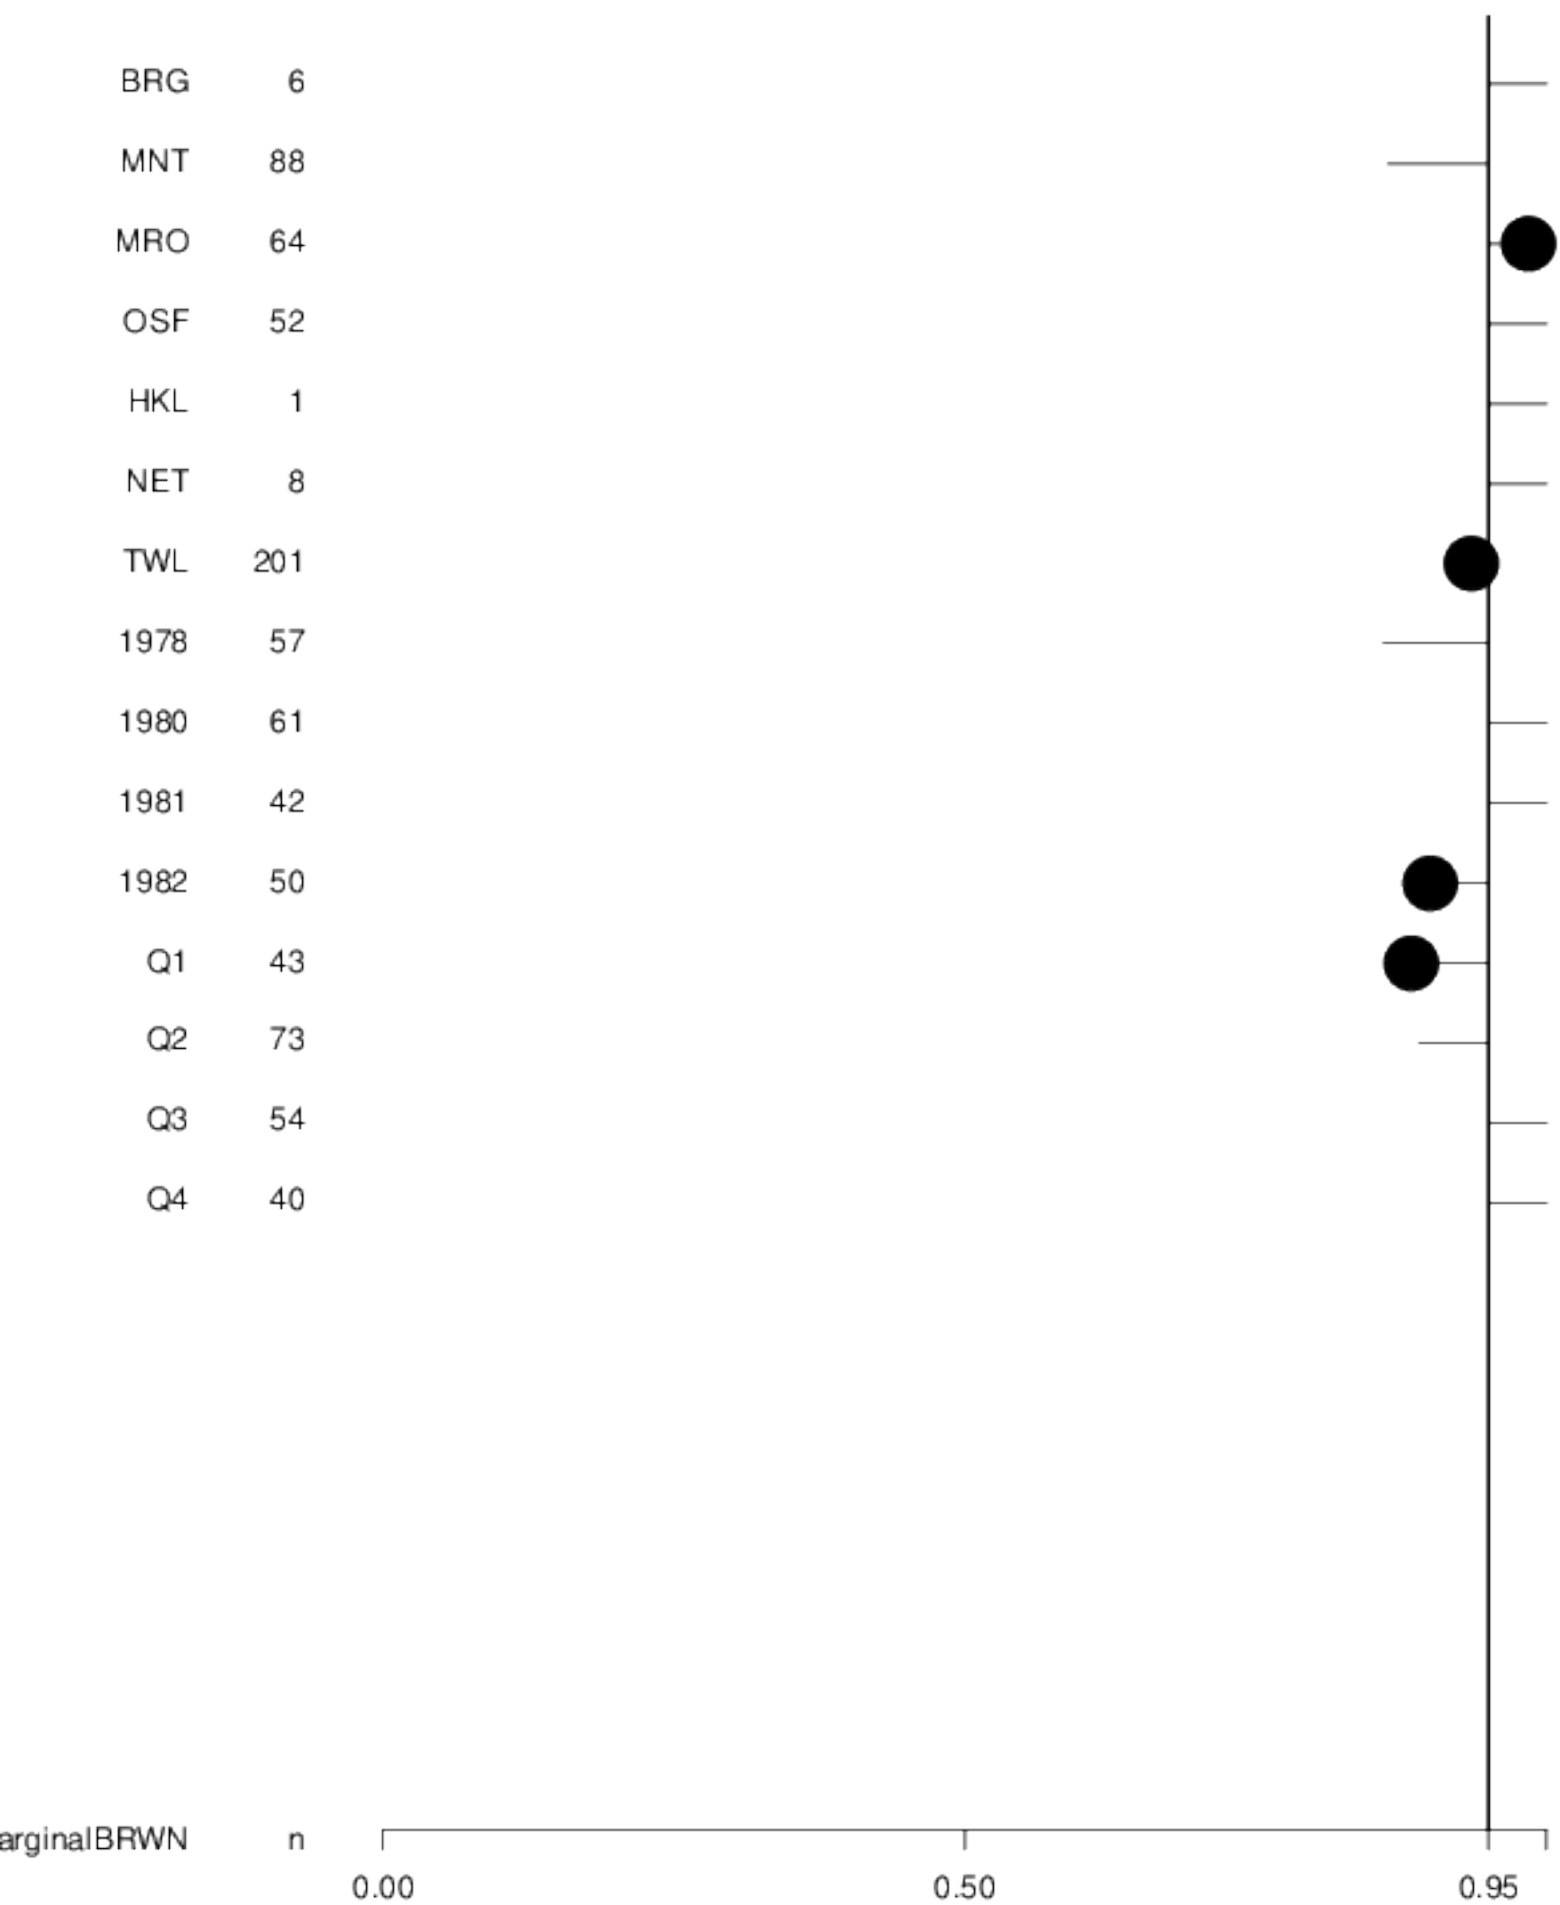 BRG 6
MNT 88
MRO 64
OSF 52
HKL 1
NET 8
TWL 201
1978 57
1980 61
1981 42
1982 50
Q1 43
Q2 73
Q3 54
Q4 40
arginalBRWN n
0.00 0.50 0.95